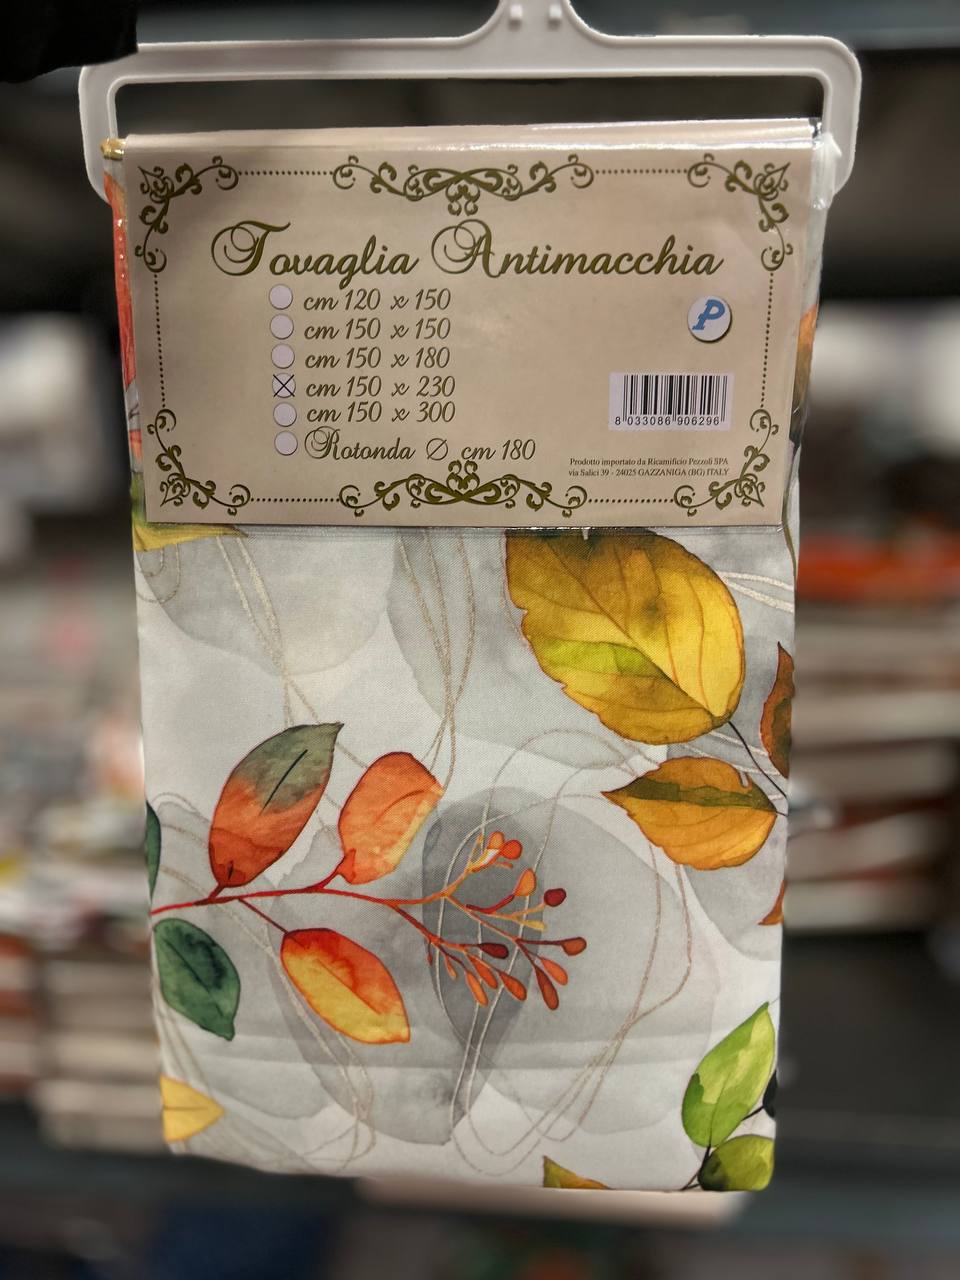 Tovaglia Antimacchia
cm 120 x 150
cm 150 x 150
cm 150 x 180
cm 150 x 230
cm 150 x 300
Rotonda Ø cm 180
P
8 033086 906296
Prodotto importato da Ricamificio Pezzoli SPA
via Salici 39 - 24025 GAZZANIGA (BG) ITALY